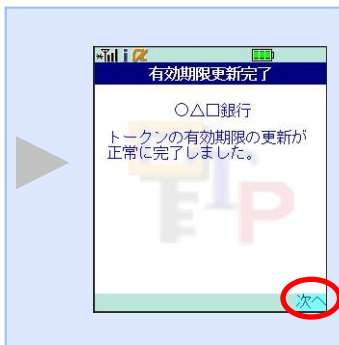 有効期限更新完了
○△口銀行
トークンの有効期限の更新が
正常に完了しました。
次へ